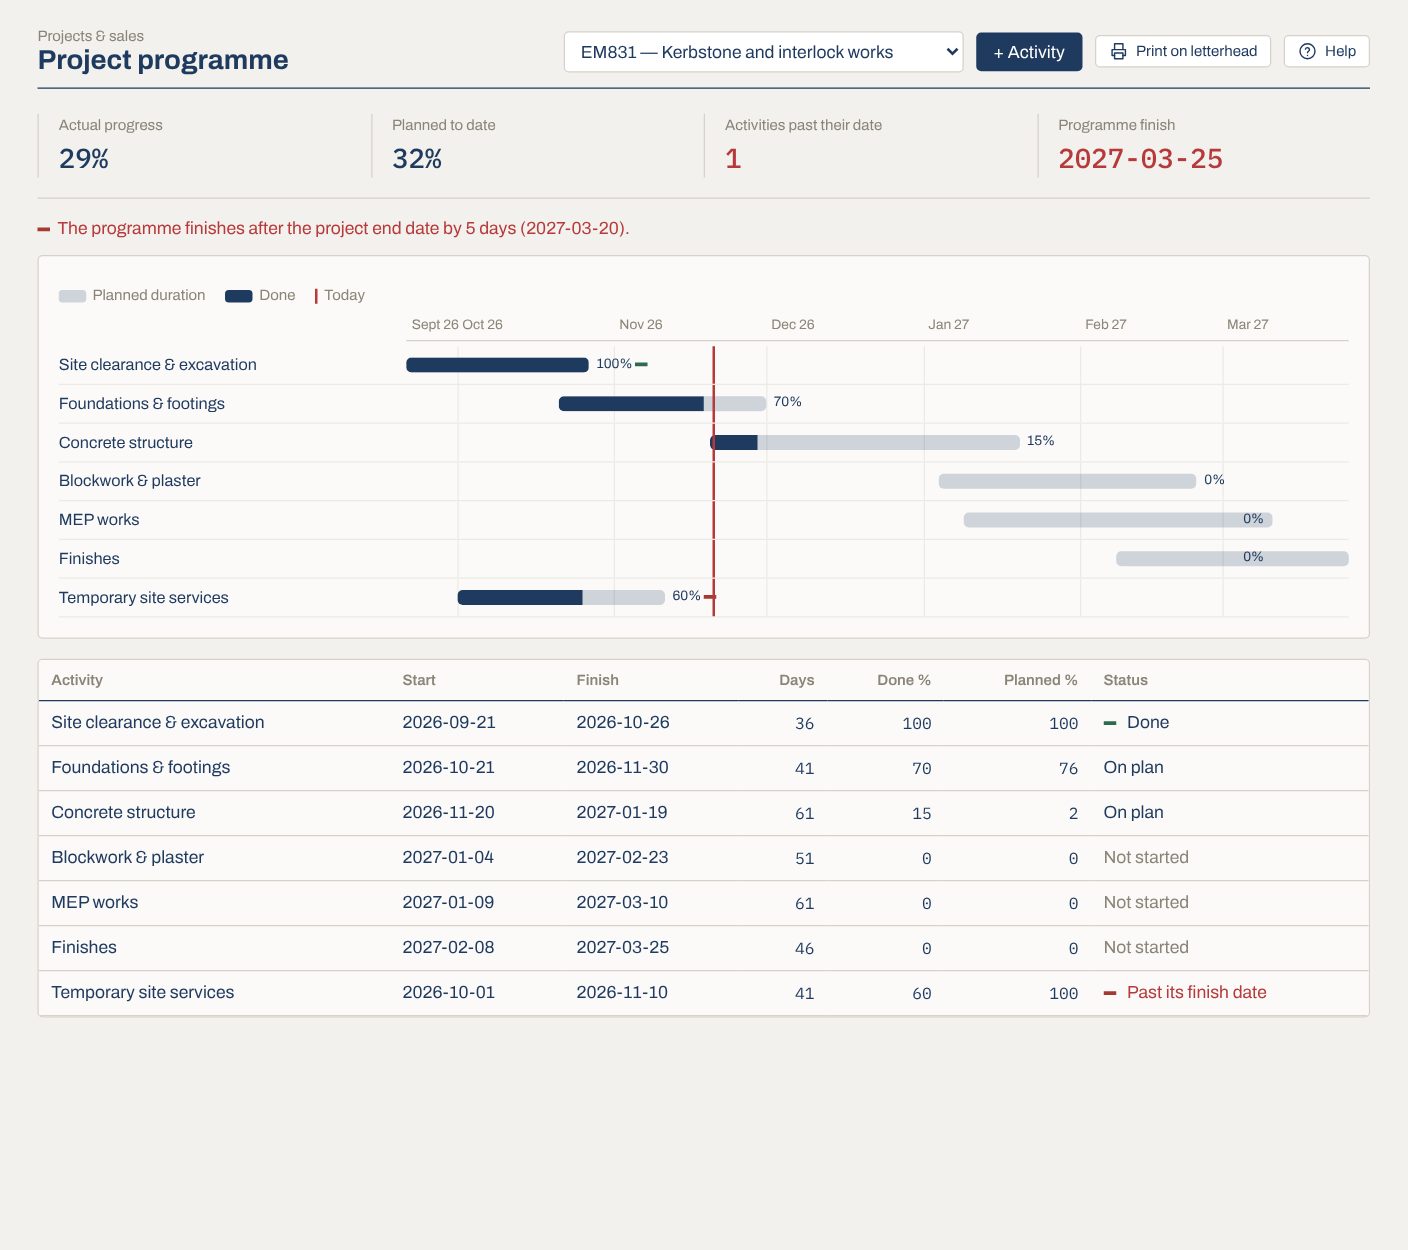 Projects & sales
Project programme
EM831 — Kerbstone and interlock works
+ Activity
Print on letterhead
Help
Actual progress
29%
Planned to date
32%
Activities past their date
1
Programme finish
2027-03-25
The programme finishes after the project end date by 5 days (2027-03-20).
Planned duration
Done
Today
Sept 26 Oct 26 Nov 26 Dec 26 Jan 27 Feb 27 Mar 27
Site clearance & excavation 100%
Foundations & footings 70%
Concrete structure 15%
Blockwork & plaster 0%
MEP works 0%
Finishes 0%
Temporary site services 60%
Activity Start Finish Days Done % Planned % Status
Site clearance & excavation 2026-09-21 2026-10-26 36 100 100 Done
Foundations & footings 2026-10-21 2026-11-30 41 70 76 On plan
Concrete structure 2026-11-20 2027-01-19 61 15 2 On plan
Blockwork & plaster 2027-01-04 2027-02-23 51 0 0 Not started
MEP works 2027-01-09 2027-03-10 61 0 0 Not started
Finishes 2027-02-08 2027-03-25 46 0 0 Not started
Temporary site services 2026-10-01 2026-11-10 41 60 100 Past its finish date